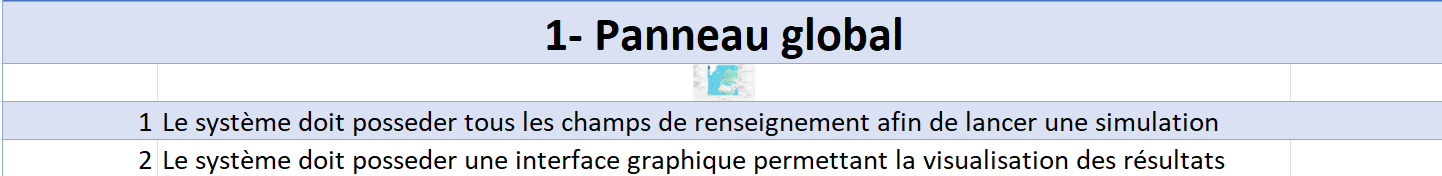 1- Panneau global
1 Le système doit posseder tous les champs de renseignement afin de lancer une simulation
2 Le système doit posseder une interface graphique permettant la visualisation des résultats